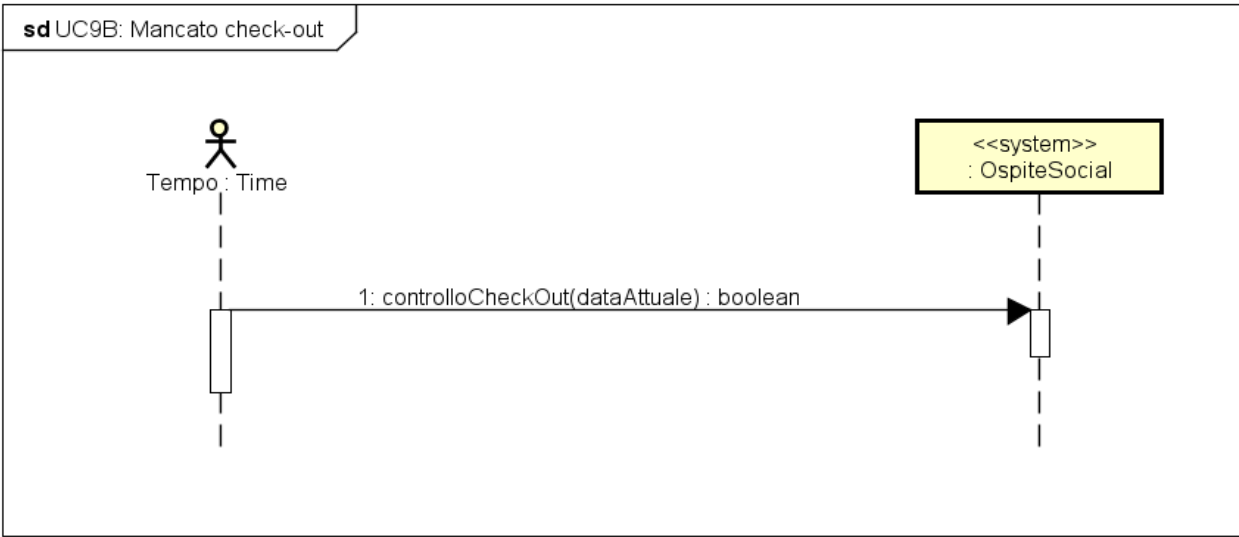 sd UC9B: Mancato check-out
Tempo : Time
<<system>>
: OspiteSocial
1: controlloCheckOut(dataAttuale) : boolean